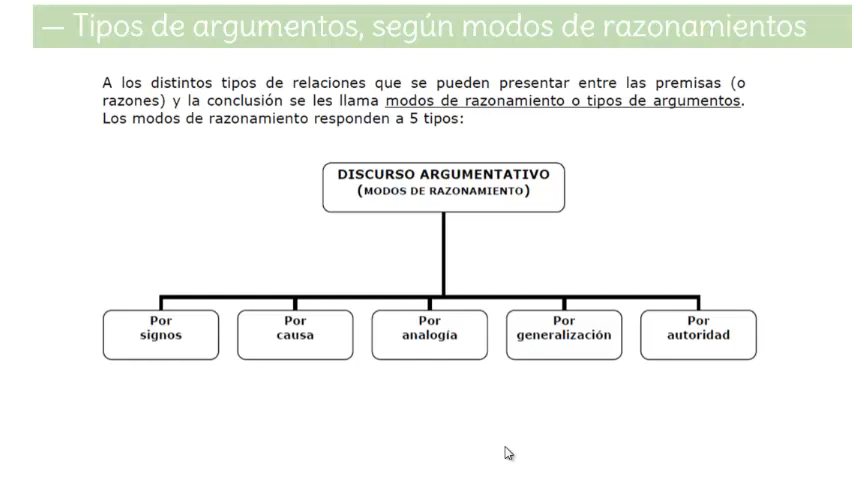 – Tipos de argumentos, según modos de razonamientos
A los distintos tipos de relaciones que se pueden presentar entre las premisas (o
razones) y la conclusión se les llama modos de razonamiento o tipos de argumentos.
Los modos de razonamiento responden a 5 tipos:
DISCURSO ARGUMENTATIVO
(MODOS DE RAZONAMIENTO)
Por
signos
Por
causa
Por
analogía
Por
generalización
Por
autoridad